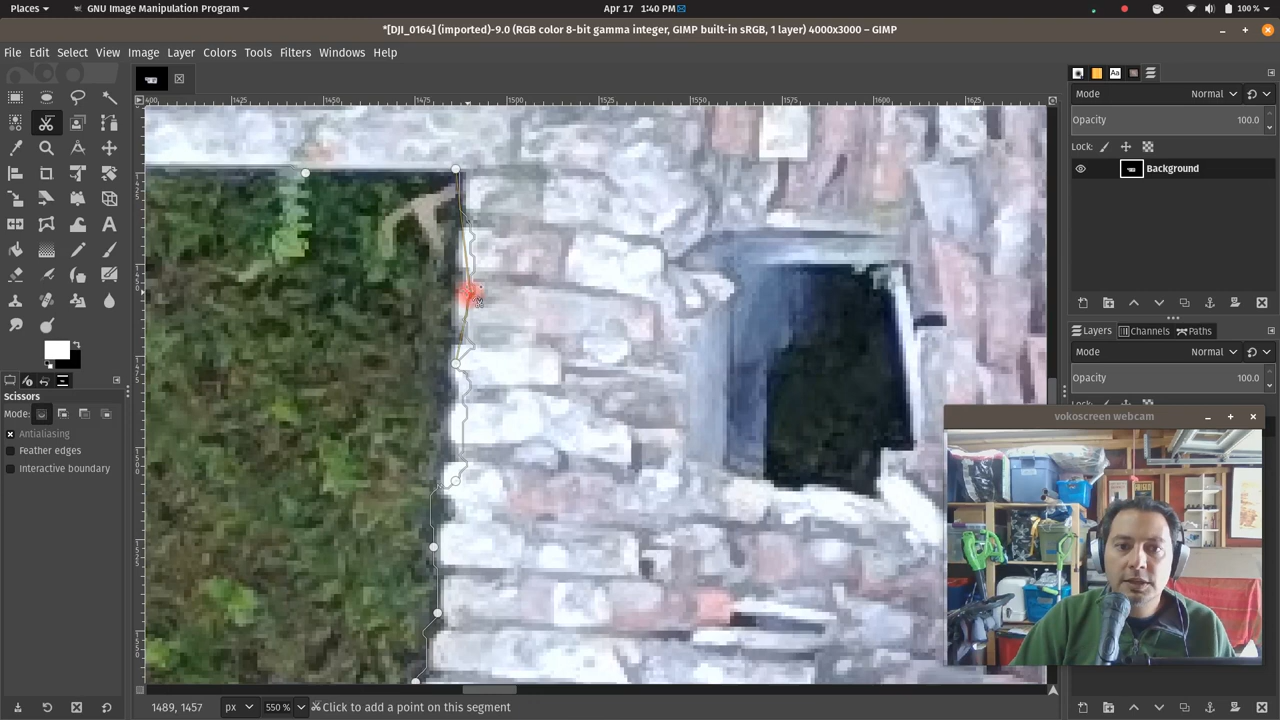 Places
GNU Image Manipulation Program
Apr 17 1:40 PM
100 %
*[DJI_0164] (imported)-9.0 (RGB color 8-bit gamma integer, GIMP built-in sRGB, 1 layer) 4000x3000 – GIMP
File Edit Select View Image Layer Colors Tools Filters Windows Help
1425 1450 1475 1500 1525 1550 1575 1600 1625
Mode Normal
Opacity 100.0
Lock:
Background
Layers Channels Paths
Mode Normal
Opacity 100.0
Scissors
Mode:
Antialiasing
Feather edges
Interactive boundary
vokoscreen webcam
1489, 1457 px 550 % Click to add a point on this segment